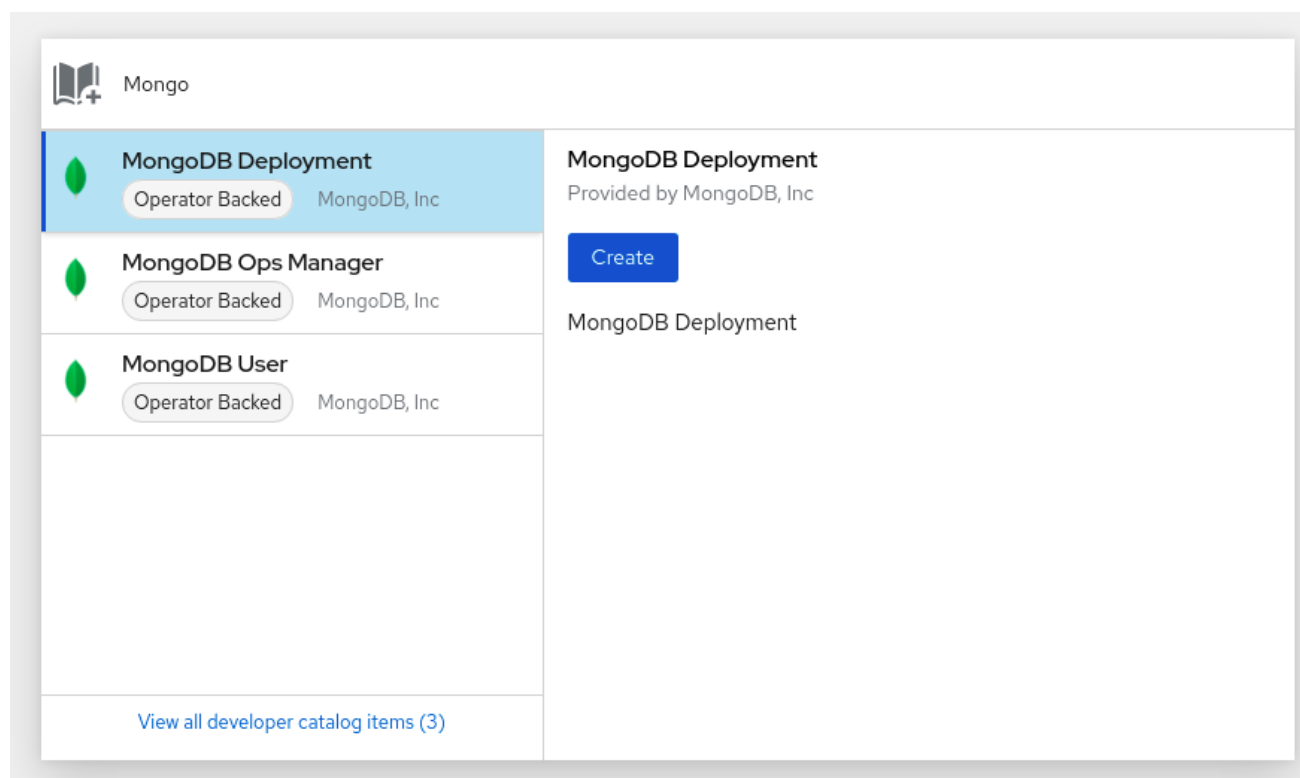 Mongo
MongoDB Deployment
Operator Backed MongoDB, Inc
MongoDB Ops Manager
Operator Backed MongoDB, Inc
MongoDB User
Operator Backed MongoDB, Inc
View all developer catalog items (3)
MongoDB Deployment
Provided by MongoDB, Inc
Create
MongoDB Deployment